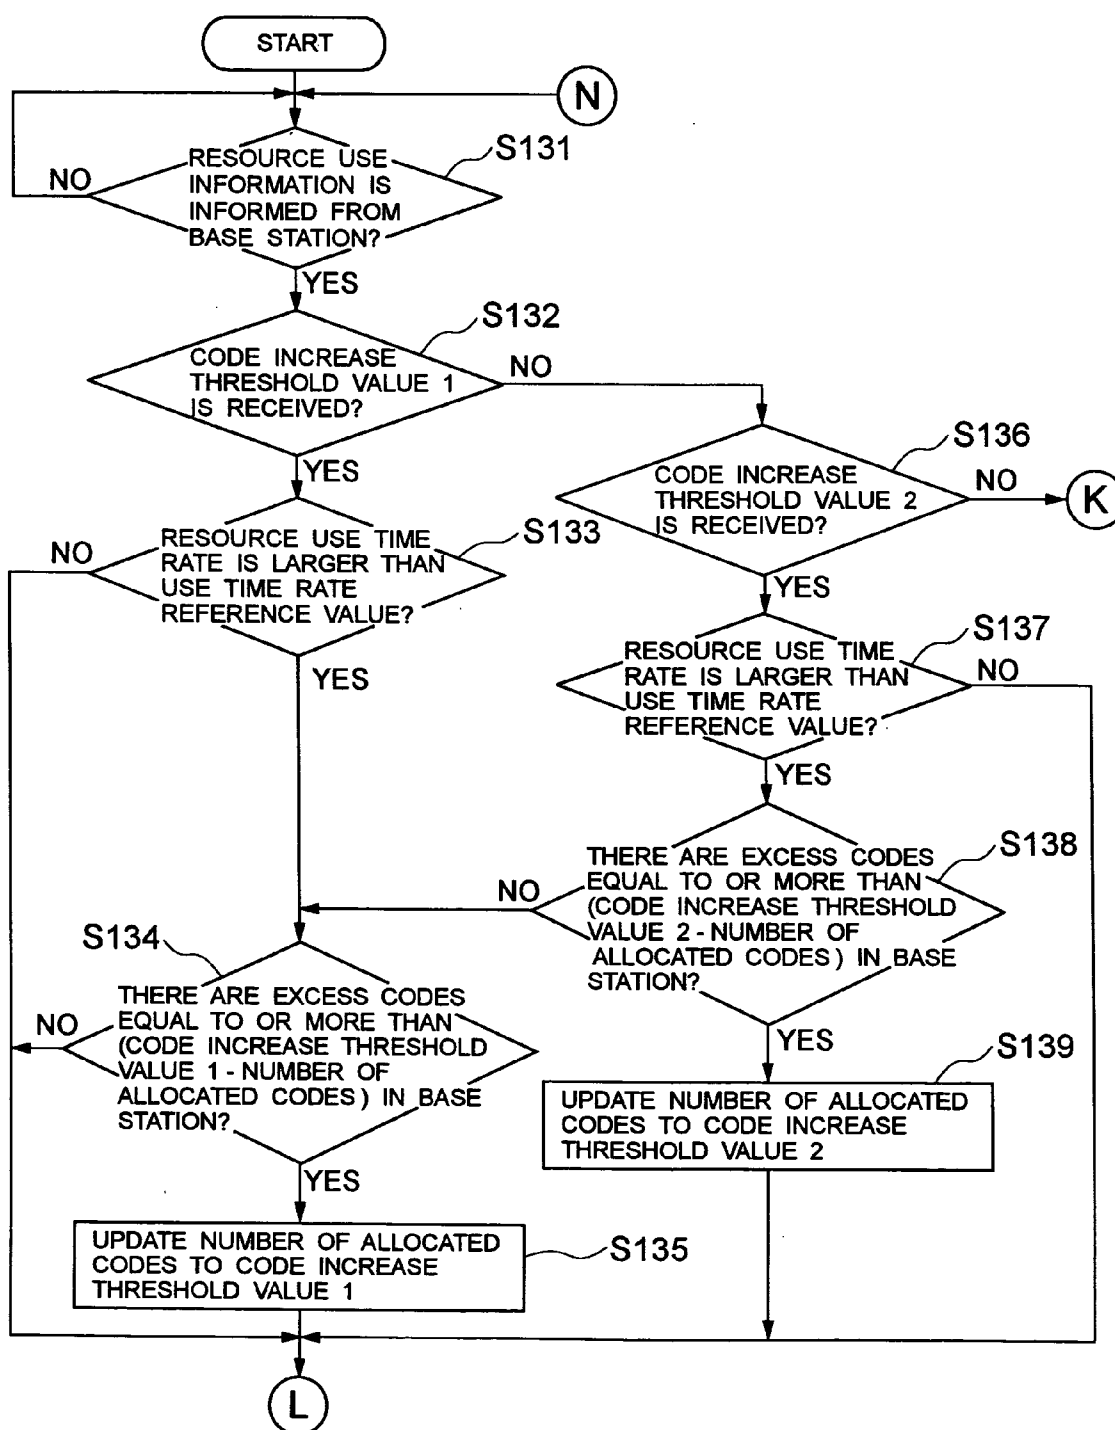 START
N
S131
RESOURCE USE
INFORMATION IS
INFORMED FROM
BASE STATION?
NO
YES
S132
CODE INCREASE
THRESHOLD VALUE 1
IS RECEIVED?
NO
YES
S136
CODE INCREASE
THRESHOLD VALUE 2
IS RECEIVED?
NO
K
YES
S133
RESOURCE USE TIME
RATE IS LARGER THAN
USE TIME RATE
REFERENCE VALUE?
NO
YES
S137
RESOURCE USE TIME
RATE IS LARGER THAN
USE TIME RATE
REFERENCE VALUE?
NO
YES
S138
THERE ARE EXCESS CODES
EQUAL TO OR MORE THAN
(CODE INCREASE THRESHOLD
VALUE 2 - NUMBER OF
ALLOCATED CODES) IN BASE
STATION?
NO
YES
S134
THERE ARE EXCESS CODES
EQUAL TO OR MORE THAN
(CODE INCREASE THRESHOLD
VALUE 1 - NUMBER OF
ALLOCATED CODES) IN BASE
STATION?
NO
YES
S139
UPDATE NUMBER OF ALLOCATED
CODES TO CODE INCREASE
THRESHOLD VALUE 2
S135
UPDATE NUMBER OF ALLOCATED
CODES TO CODE INCREASE
THRESHOLD VALUE 1
L